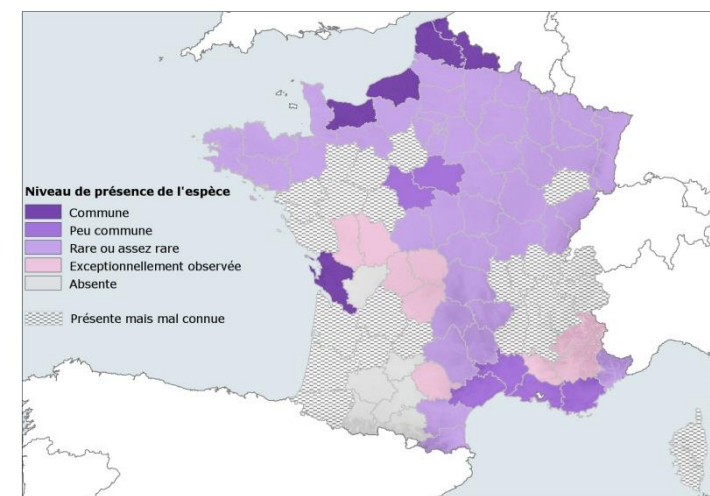 Niveau de présence de l'espèce
Commune
Peu commune
Rare ou assez rare
Exceptionnellement observée
Absente
Présente mais mal connue